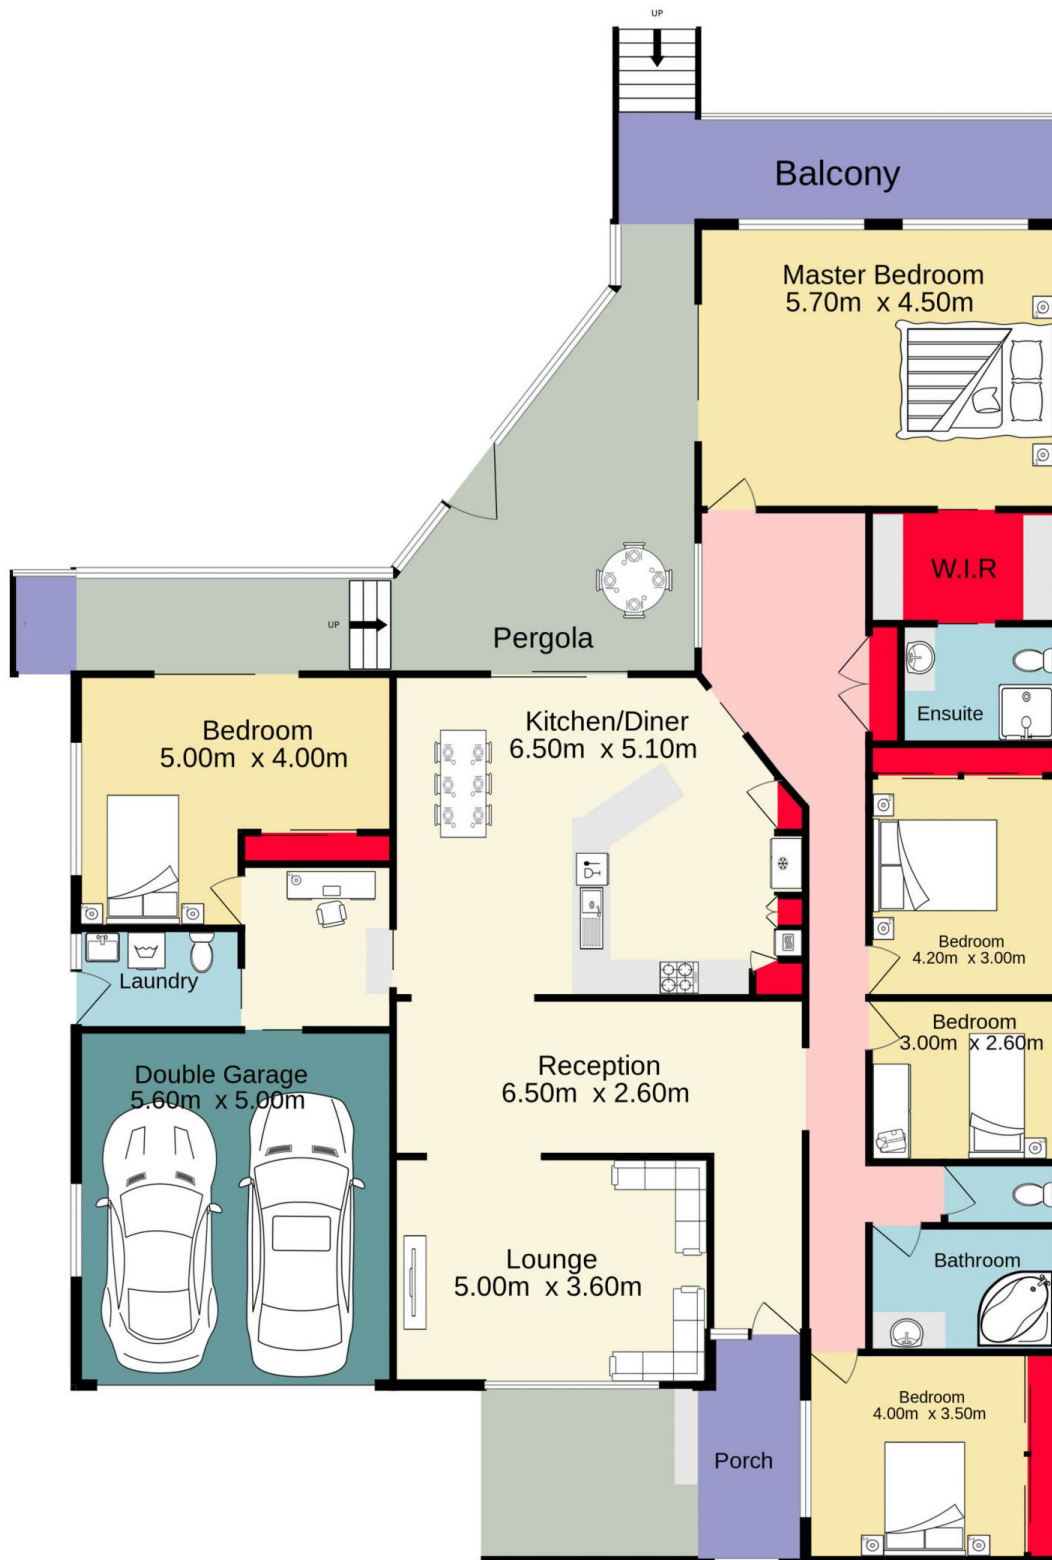 UP
Balcony
Master Bedroom
5.70m x 4.50m
W.I.R
UP
Pergola
Ensuite
Bedroom
5.00m x 4.00m
Kitchen/Diner
6.50m x 5.10m
Bedroom
4.20m x 3.00m
Laundry
Bedroom
3.00m x 2.60m
Double Garage
5.60m x 5.00m
Reception
6.50m x 2.60m
Lounge
5.00m x 3.60m
Bathroom
Bedroom
4.00m x 3.50m
Porch